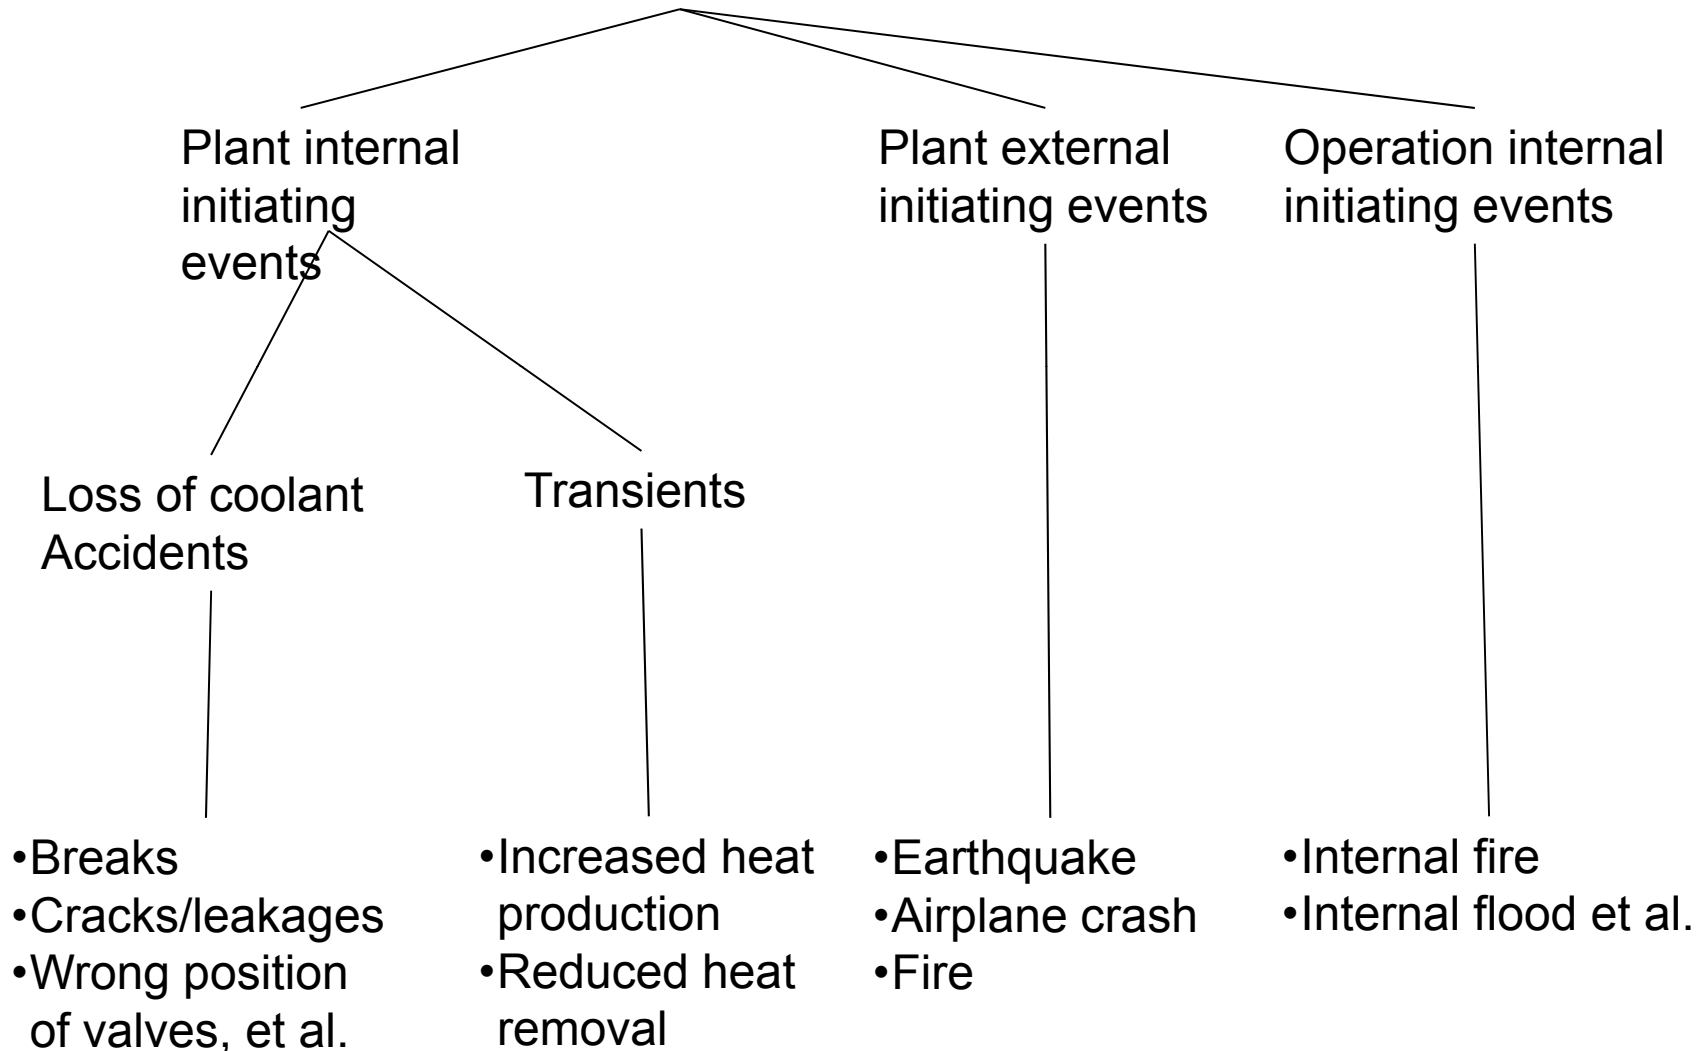 Plant internal
initiating
events
Plant external
initiating events
Operation internal
initiating events
Loss of coolant
Accidents
Transients
•Breaks
•Cracks/leakages
•Wrong position
of valves, et al.
•Increased heat
production
•Reduced heat
removal
•Earthquake
•Airplane crash
•Fire
•Internal fire
•Internal flood et al.